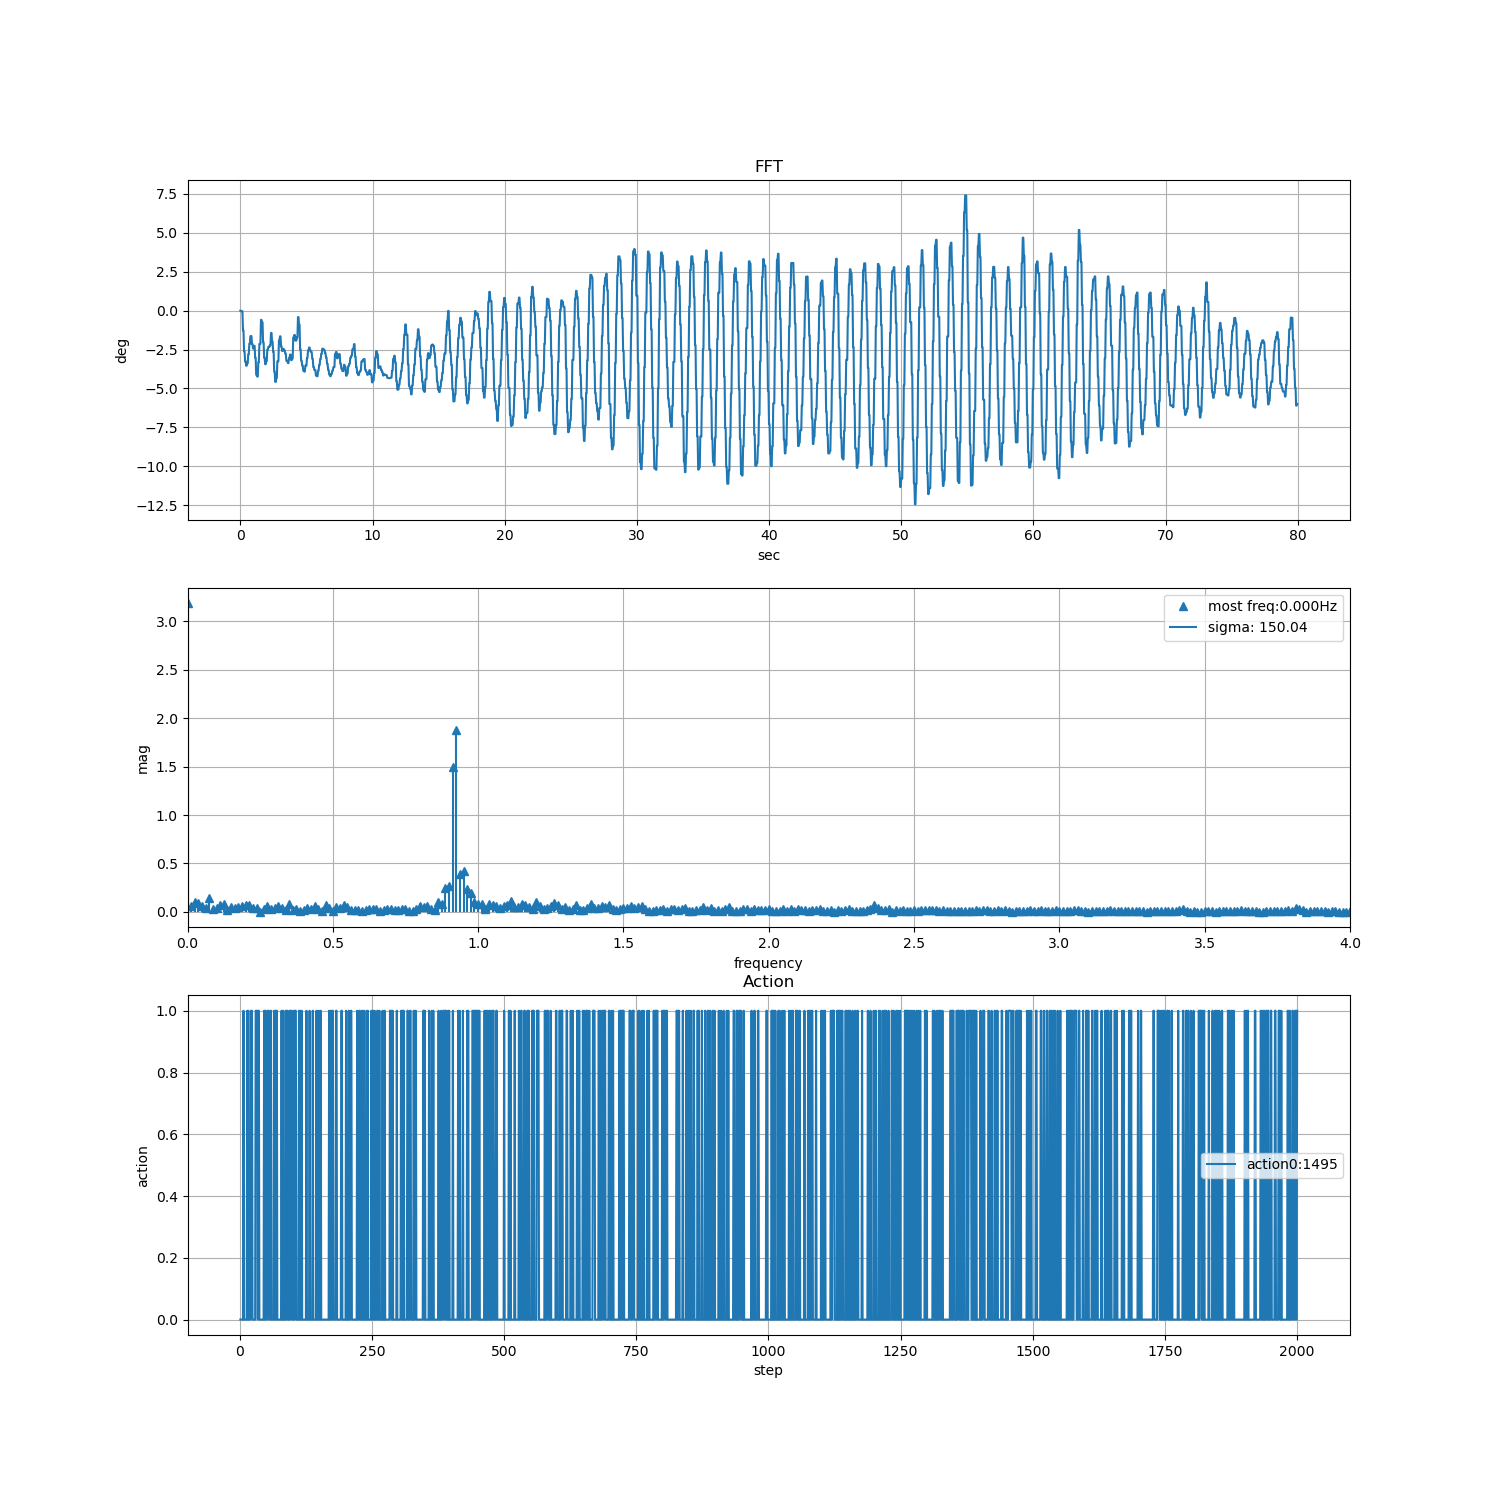 FFT
7.5
5.0
2.5
0.0
−2.5
−5.0
−7.5
−10.0
−12.5
deg
0 10 20 30 40 50 60 70 80
sec
most freq:0.000Hz
sigma: 150.04
3.0
2.5
2.0
1.5
1.0
0.5
0.0
mag
0.0 0.5 1.0 1.5 2.0 2.5 3.0 3.5 4.0
frequency
Action
1.0
0.8
0.6
0.4
0.2
0.0
action
action0:1495
0 250 500 750 1000 1250 1500 1750 2000
step